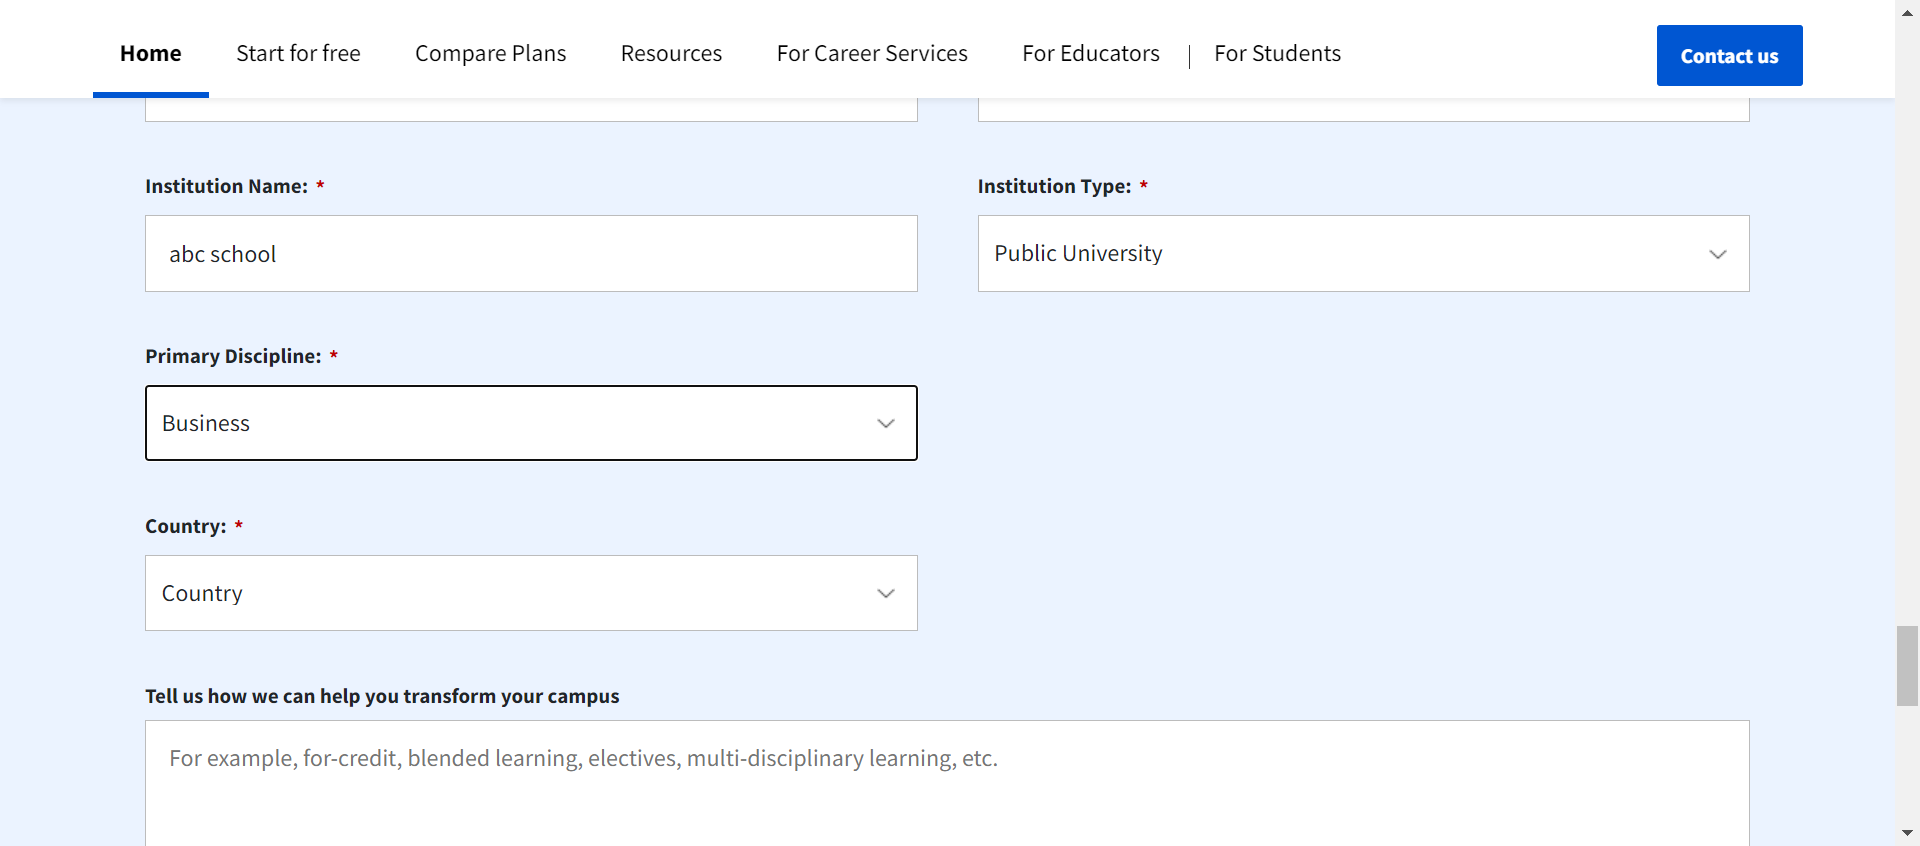 Home Start for free Compare Plans Resources For Career Services For Educators | For Students Contact us
Institution Name: * Institution Type: *
abc school Public University
Primary Discipline: *
Business
Country: *
Country
Tell us how we can help you transform your campus
For example, for-credit, blended learning, electives, multi-disciplinary learning, etc.